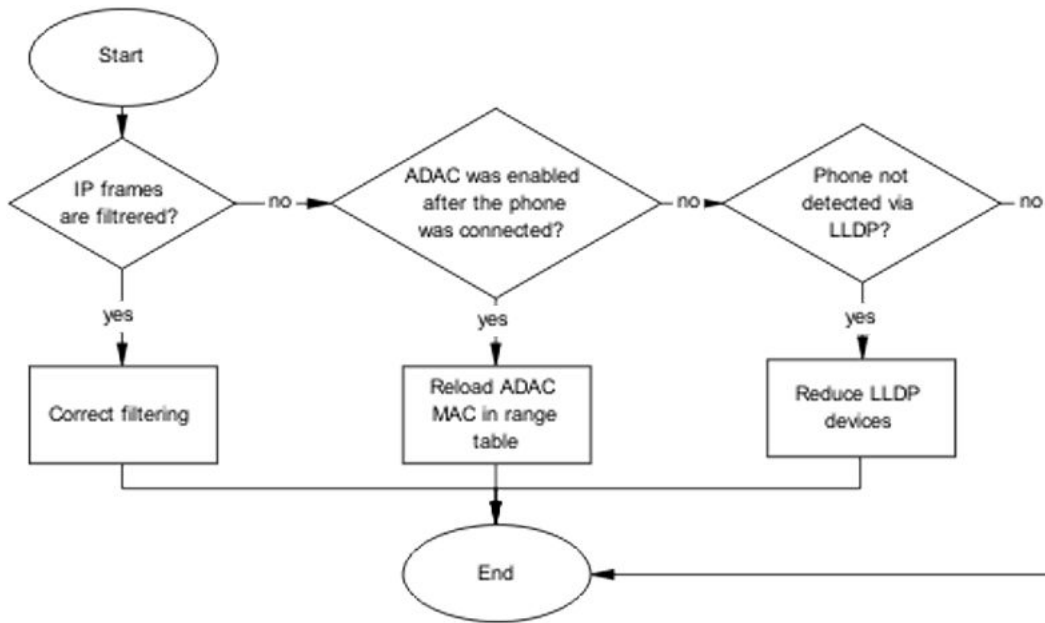 Start
IP frames
are filtrered?
no
ADAC was enabled
after the phone
was connected?
no
Phone not
detected via
LLDP?
no
yes
yes
yes
Correct filtering
Reload ADAC
MAC in range
table
Reduce LLDP
devices
End